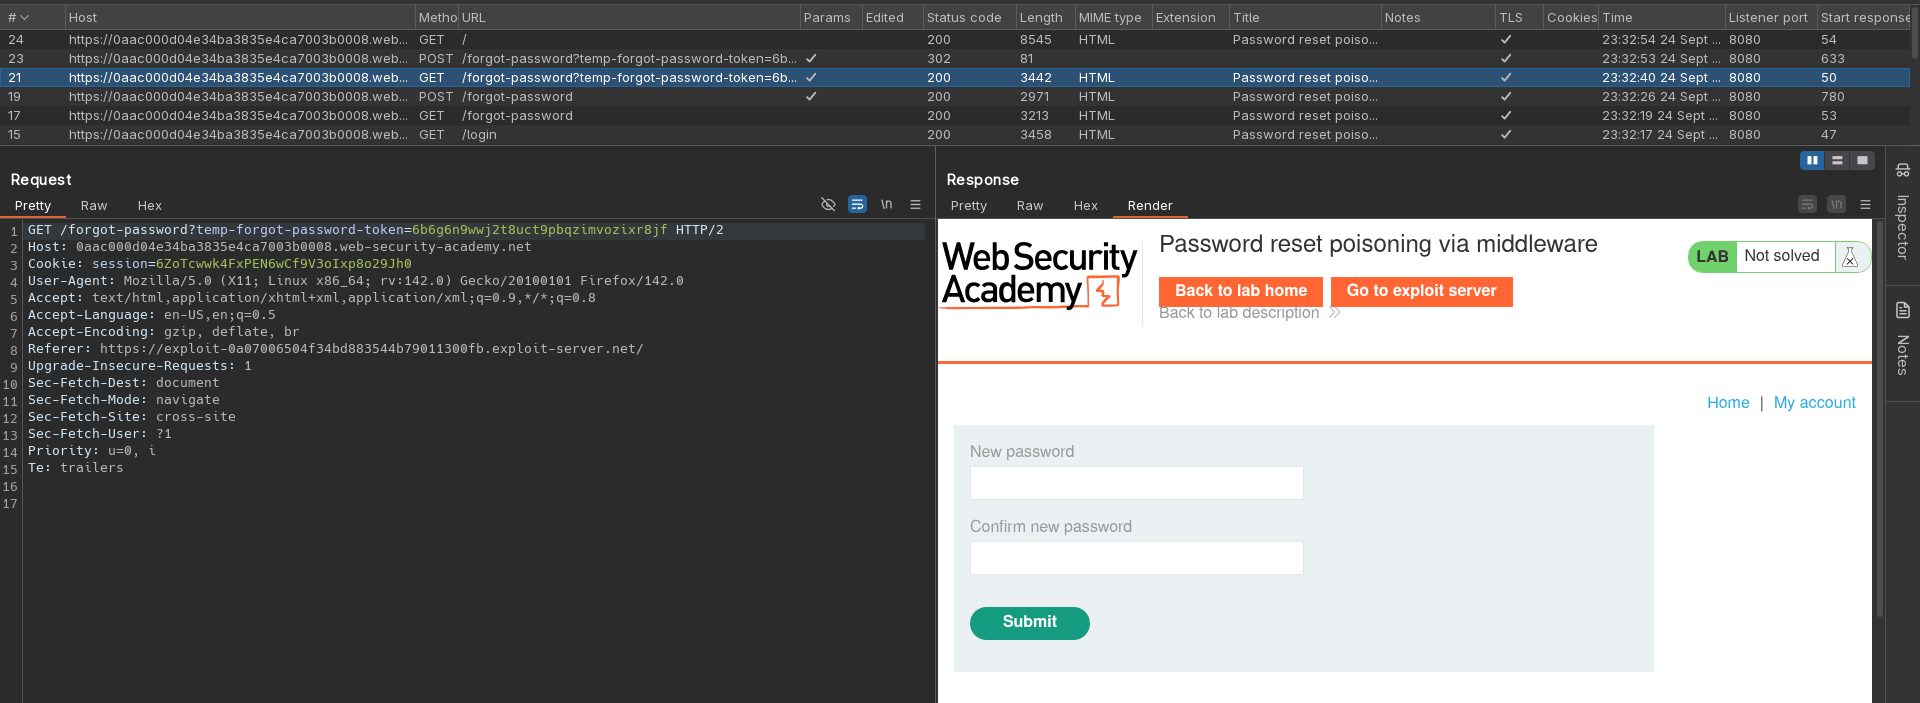 # Host Metho URL Params Edited Status code Length MIME type Extension Title Notes TLS Cookies Time Listener port Start response
24 https://0aac000d04e34ba3835e4ca7003b0008.web... GET / 200 8545 HTML Password reset poiso... ✓ 23:32:54 24 Sept ... 8080 54
23 https://0aac000d04e34ba3835e4ca7003b0008.web... POST /forgot-password?temp-forgot-password-token=6b... ✓ 302 81 ✓ 23:32:53 24 Sept ... 8080 633
21 https://0aac000d04e34ba3835e4ca7003b0008.web... GET /forgot-password?temp-forgot-password-token=6b... ✓ 200 3442 HTML Password reset poiso... ✓ 23:32:40 24 Sept ... 8080 50
19 https://0aac000d04e34ba3835e4ca7003b0008.web... POST /forgot-password ✓ 200 2971 HTML Password reset poiso... ✓ 23:32:26 24 Sept ... 8080 780
17 https://0aac000d04e34ba3835e4ca7003b0008.web... GET /forgot-password 200 3213 HTML Password reset poiso... ✓ 23:32:19 24 Sept ... 8080 53
15 https://0aac000d04e34ba3835e4ca7003b0008.web... GET /login 200 3458 HTML Password reset poiso... ✓ 23:32:17 24 Sept ... 8080 47
Request
Pretty Raw Hex \n
1 GET /forgot-password?temp-forgot-password-token=6b6g6n9wwj2t8uct9pbqzimvozixr8jf HTTP/2
2 Host: 0aac000d04e34ba3835e4ca7003b0008.web-security-academy.net
3 Cookie: session=6ZoTcwwk4FxPEN6wCf9V3oIxp8o29Jh0
4 User-Agent: Mozilla/5.0 (X11; Linux x86_64; rv:142.0) Gecko/20100101 Firefox/142.0
5 Accept: text/html,application/xhtml+xml,application/xml;q=0.9,*/*;q=0.8
6 Accept-Language: en-US,en;q=0.5
7 Accept-Encoding: gzip, deflate, br
8 Referer: https://exploit-0a07006504f34bd883544b79011300fb.exploit-server.net/
9 Upgrade-Insecure-Requests: 1
10 Sec-Fetch-Dest: document
11 Sec-Fetch-Mode: navigate
12 Sec-Fetch-Site: cross-site
13 Sec-Fetch-User: ?1
14 Priority: u=0, i
15 Te: trailers
16
17
Response
Pretty Raw Hex Render \n
Web Security
Academy
Password reset poisoning via middleware
Back to lab home Go to exploit server
Back to lab description
LAB Not solved
Home | My account
New password
Confirm new password
Submit
Inspector
Notes